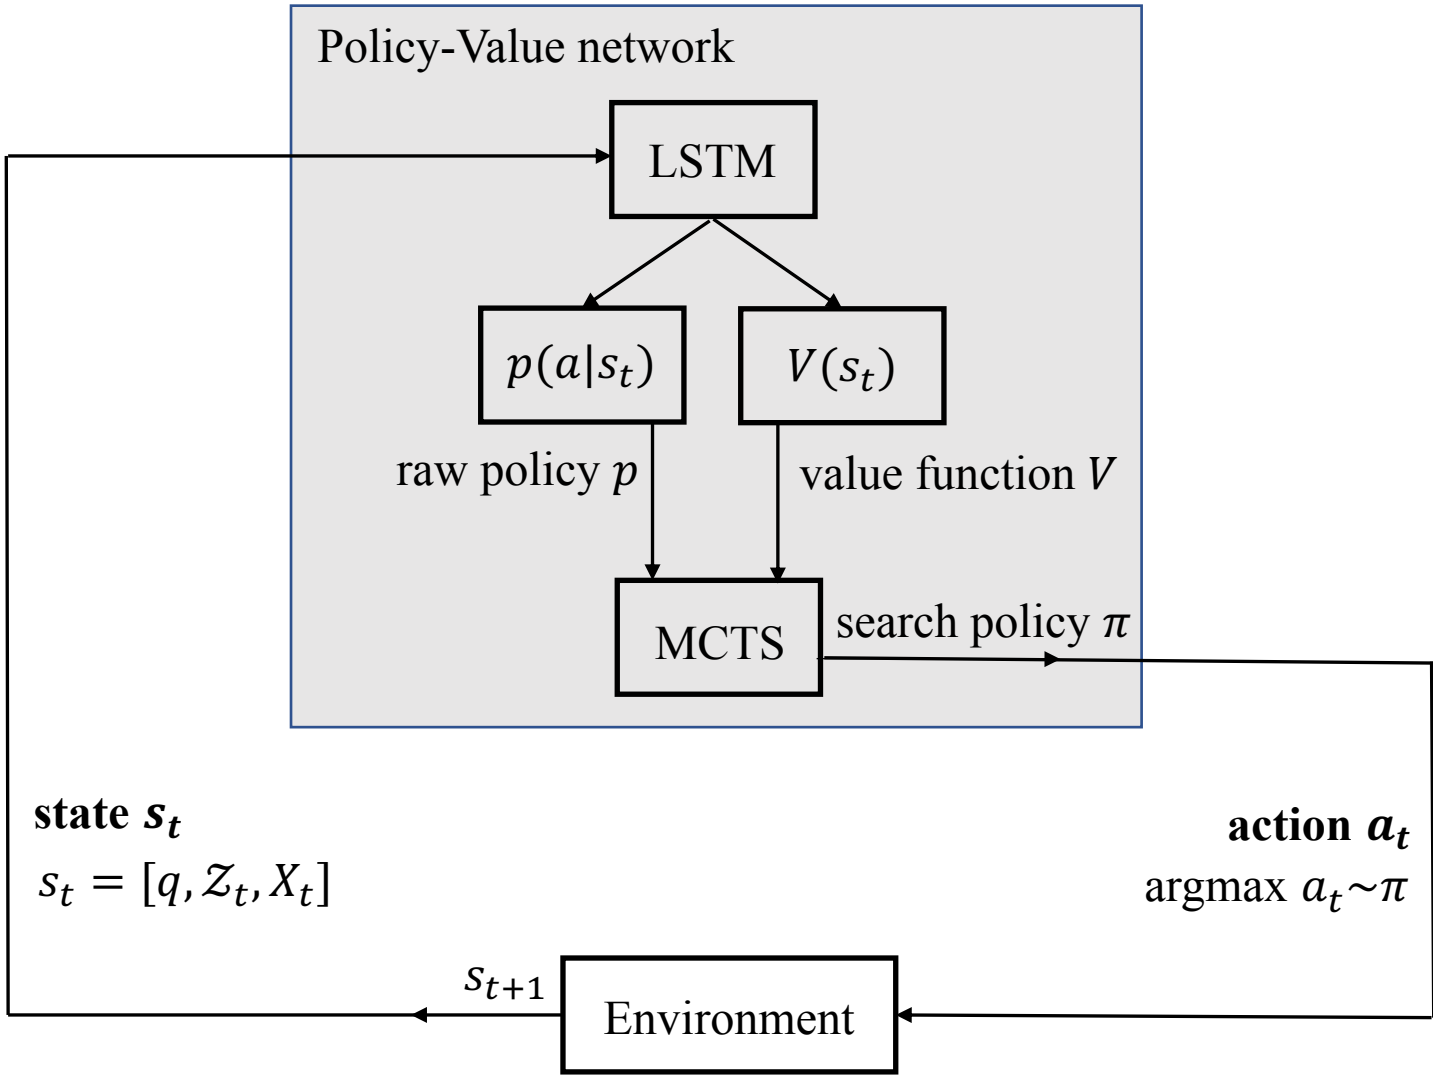 Policy-Value network
LSTM
p(a|s_t)
V(s_t)
raw policy p
value function V
MCTS
search policy π
state s_t
s_t = [q, 𝒵_t, X_t]
action a_t
argmax a_t~π
s_{t+1}
Environment